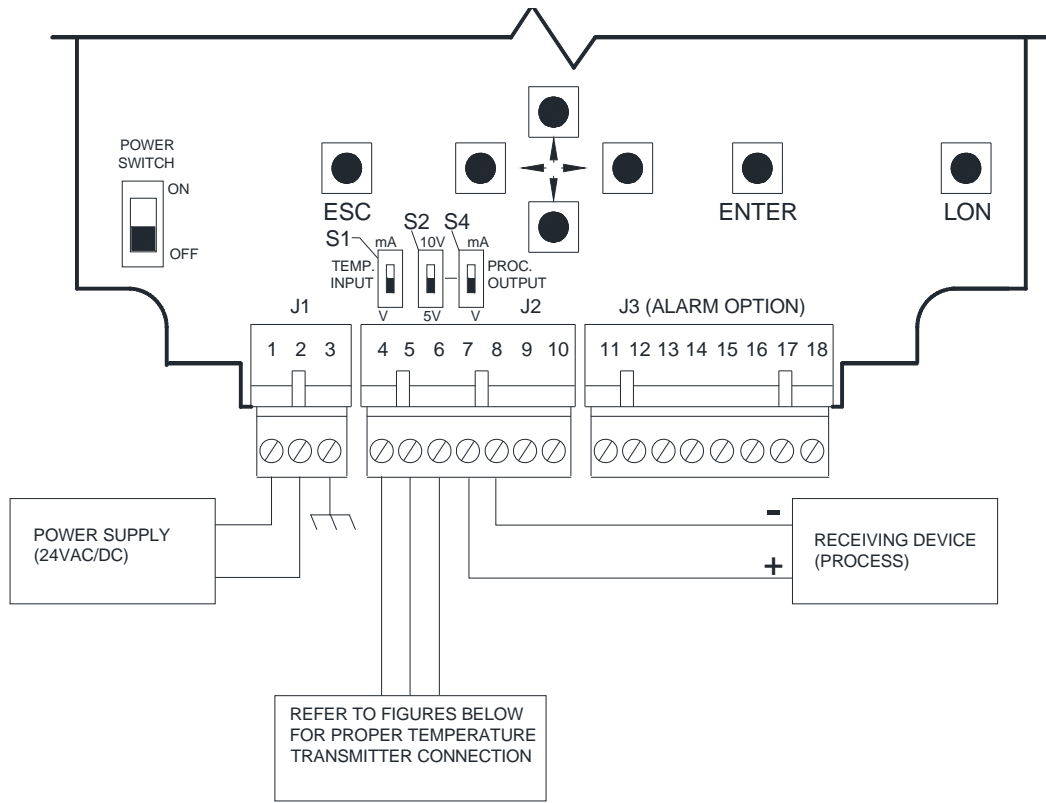 POWER
SWITCH
ON
OFF
ESC
ENTER
LON
S1
S2
S4
mA
10V
mA
TEMP.
INPUT
PROC.
OUTPUT
V
5V
V
J1
J2
J3 (ALARM OPTION)
1 2 3
4 5 6 7 8 9 10
11 12 13 14 15 16 17 18
POWER SUPPLY
(24VAC/DC)
-
+
RECEIVING DEVICE
(PROCESS)
REFER TO FIGURES BELOW
FOR PROPER TEMPERATURE
TRANSMITTER CONNECTION